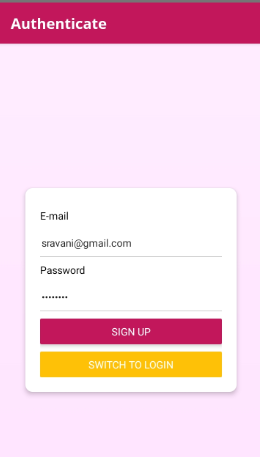 Authenticate
E-mail
sravani@gmail.com
Password
••••••••
SIGN UP
SWITCH TO LOGIN